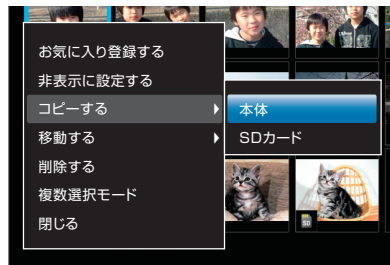 お気に入り登録する
非表示に設定する
コピーする
本体
移動する
SDカード
削除する
複数選択モード
閉じる
SD